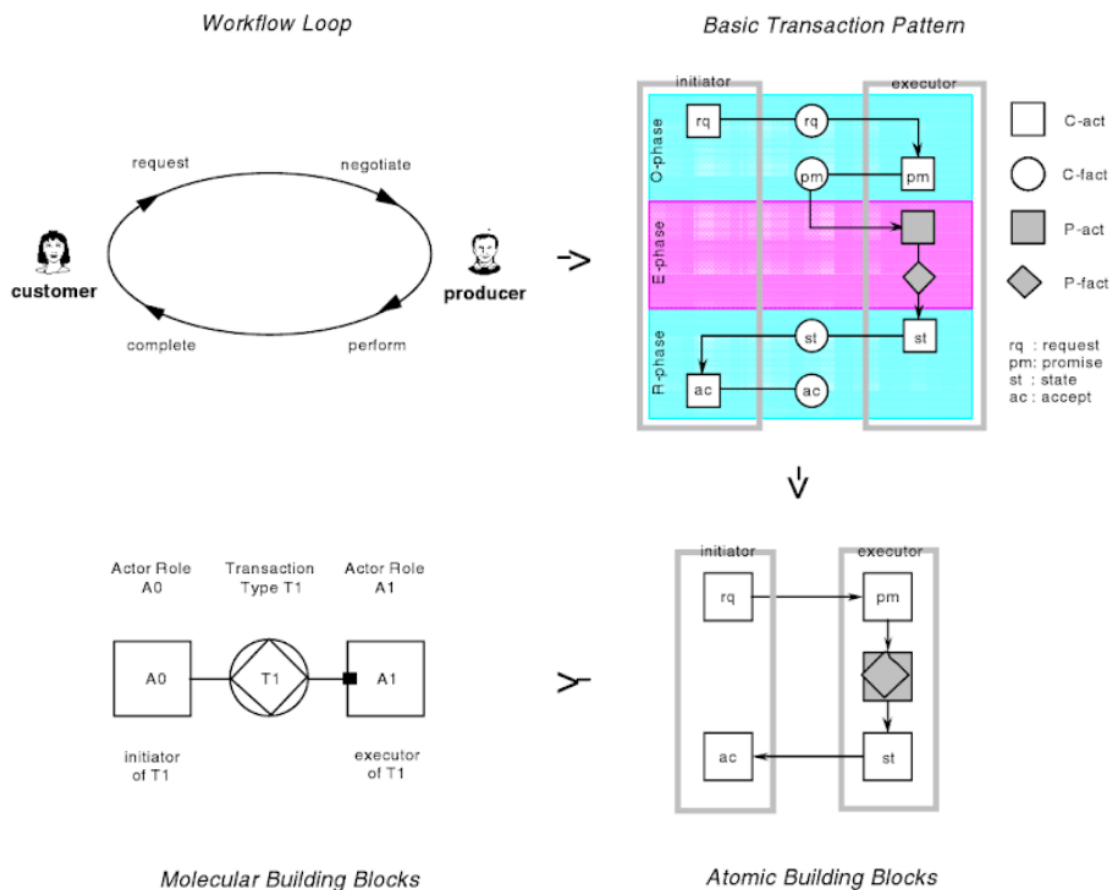 Workflow Loop
Basic Transaction Pattern
initiator
executor
O-phase
rq
rq
C-act
request
negotiate
pm
pm
C-fact
E-phase
P-act
customer
producer
P-fact
complete
perform
R-phase
st
st
rq : request
pm: promise
st : state
ac : accept
ac
ac
initiator
executor
Actor Role
A0
Transaction
Type T1
Actor Role
A1
rq
pm
A0
T1
A1
initiator
of T1
executor
of T1
ac
st
Molecular Building Blocks
Atomic Building Blocks